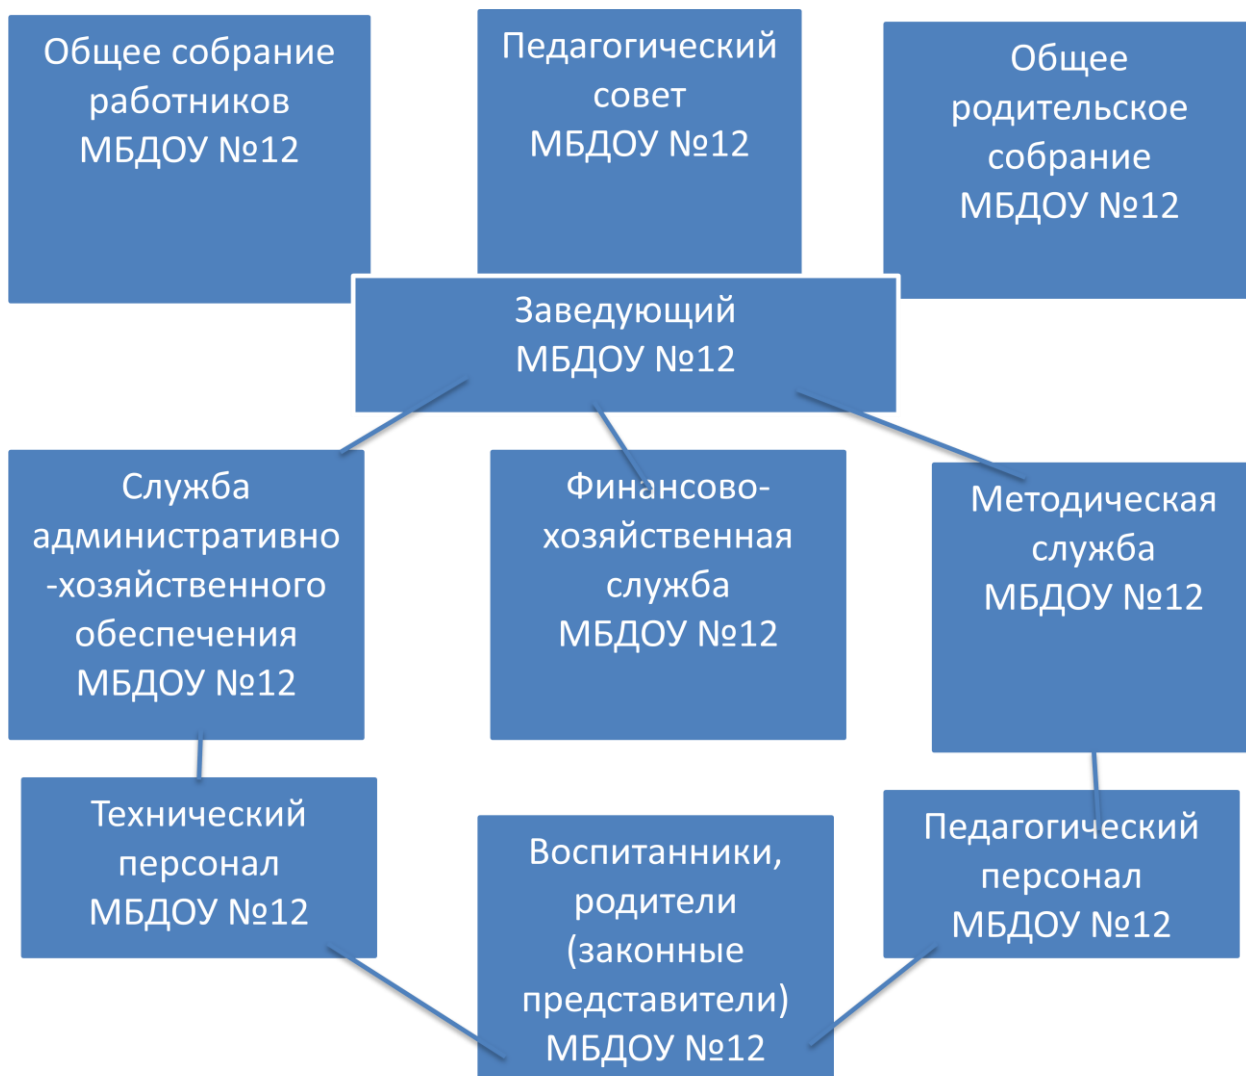 Общее собрание
работников
МБДОУ №12
Педагогический
совет
МБДОУ №12
Общее
родительское
собрание
МБДОУ №12
Заведующий
МБДОУ №12
Служба
административно
-хозяйственного
обеспечения
МБДОУ №12
Финансово-
хозяйственная
служба
МБДОУ №12
Методическая
служба
МБДОУ №12
Технический
персонал
МБДОУ №12
Воспитанники,
родители
(законные
представители)
МБДОУ №12
Педагогический
персонал
МБДОУ №12